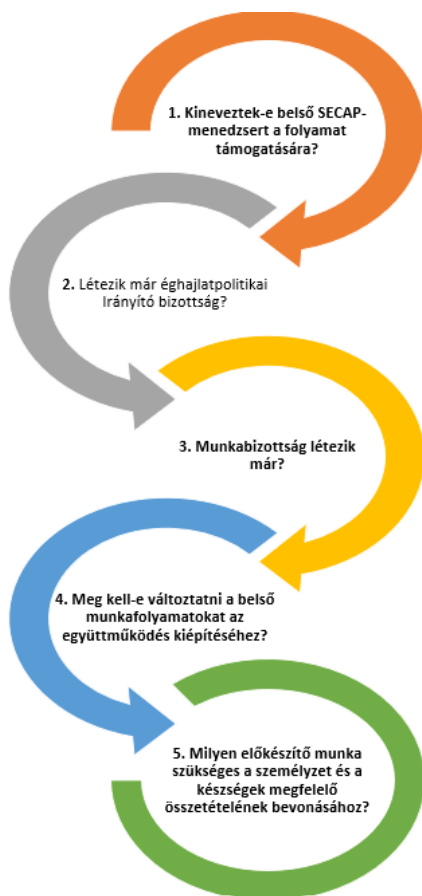 1. Kineveztek-e belső SECAP-
menedzsert a folyamat
támogatására?
2. Létezik már éghajlatpolitikai
Irányító bizottság?
3. Munkabizottság létezik
már?
4. Meg kell-e változtatni a belső
munkafolyamatokat az
együttműködés kiépítéséhez?
5. Milyen előkészítő munka
szükséges a személyzet és a
készségek megfelelő
összetételének bevonásához?